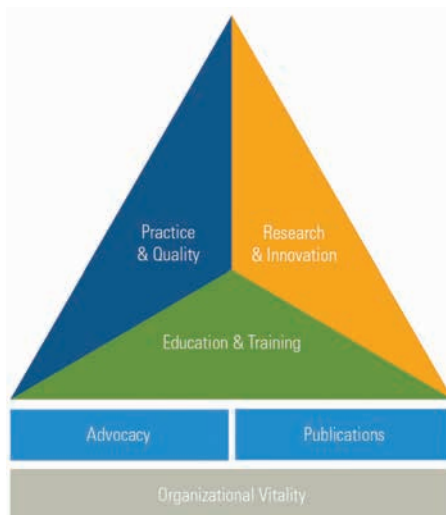 Practice
& Quality
Research
& Innovation
Education & Training
Advocacy
Publications
Organizational Vitality